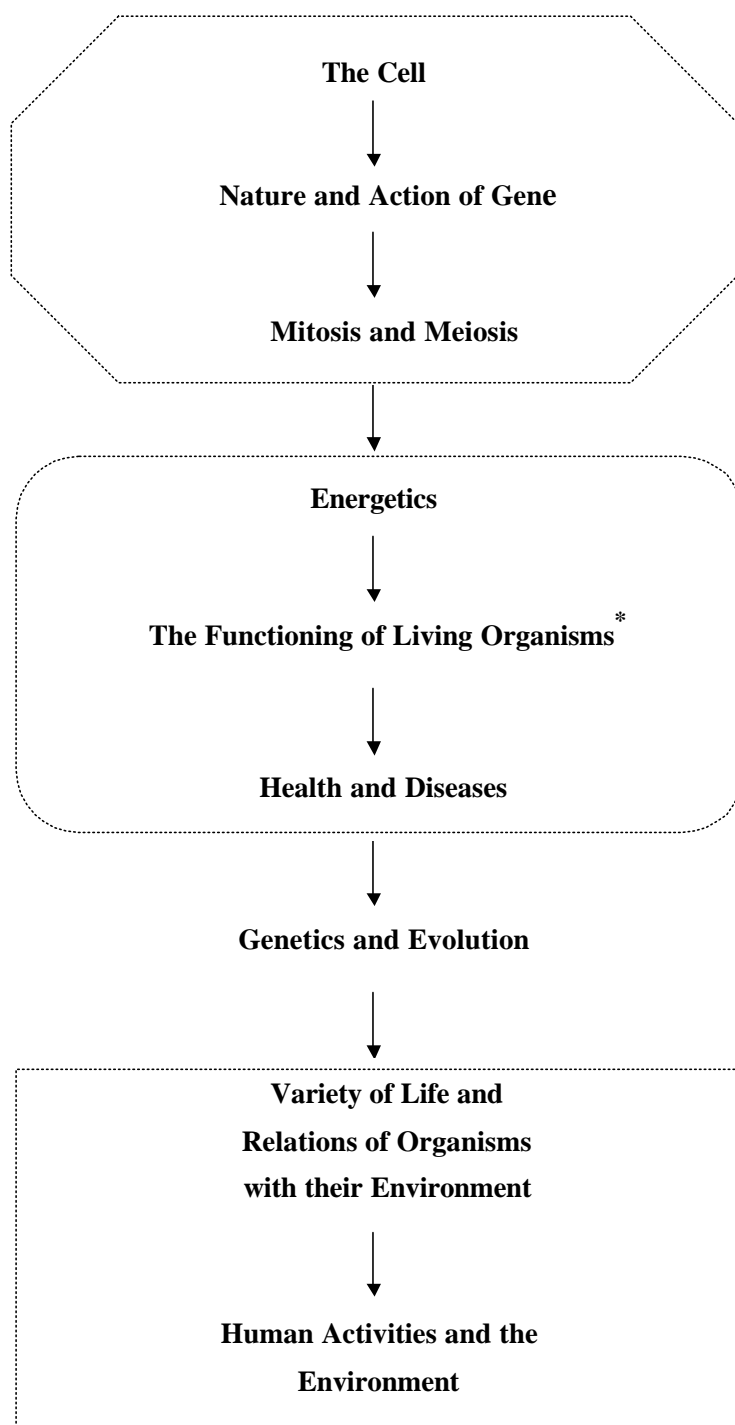 The Cell
Nature and Action of Gene
Mitosis and Meiosis
Energetics
The Functioning of Living Organisms*
Health and Diseases
Genetics and Evolution
Variety of Life and
Relations of Organisms
with their Environment
Human Activities and the
Environment